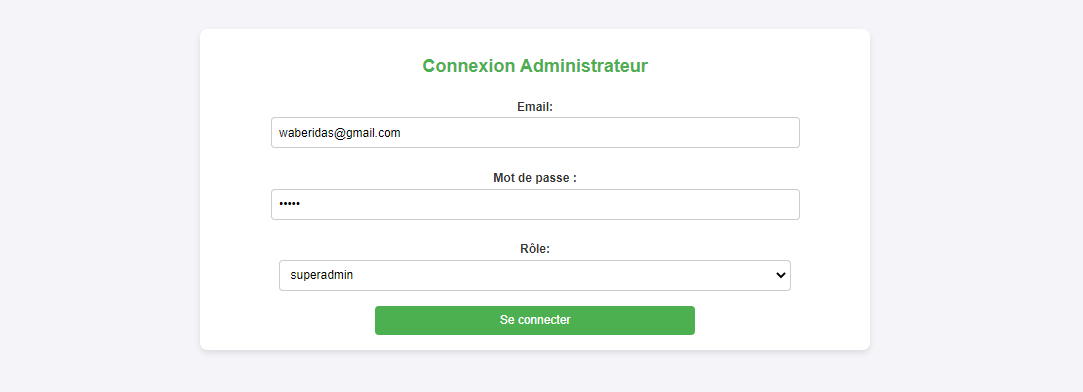 Connexion Administrateur
Email:
waberidas@gmail.com
Mot de passe :
•••••
Rôle:
superadmin
Se connecter